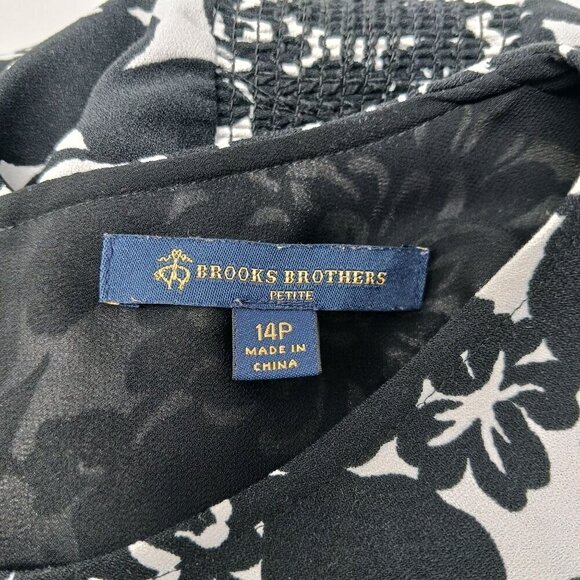 BROOKS BROTHERS
PETITE
14P
MADE IN
CHINA